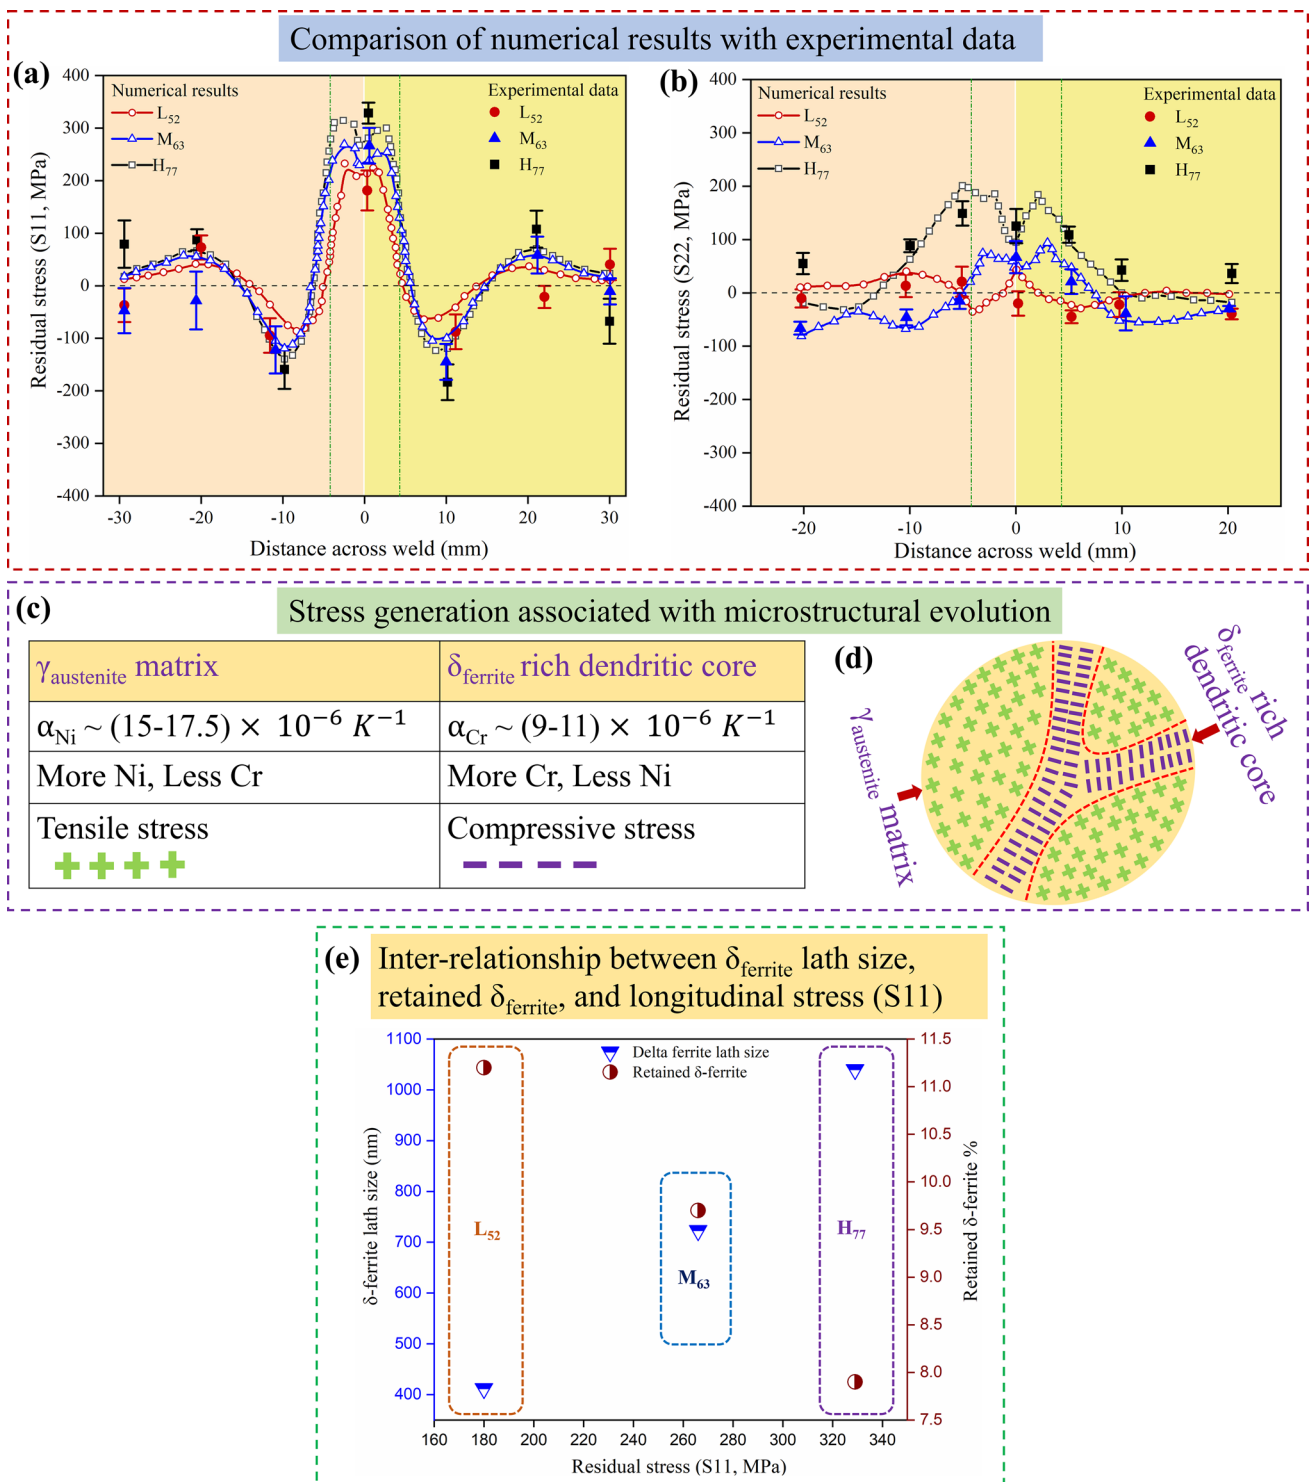 Comparison of numerical results with experimental data
(a)
400
300
200
100
0
-100
-200
-300
-400
Residual stress (S11, MPa)
Numerical results
L52
M63
H77
Experimental data
L52
M63
H77
-30 -20 -10 0 10 20 30
Distance across weld (mm)
(b)
400
300
200
100
0
-100
-200
-300
-400
Residual stress (S22, MPa)
Numerical results
L52
M63
H77
Experimental data
L52
M63
H77
-20 -10 0 10 20
Distance across weld (mm)
(c)
Stress generation associated with microstructural evolution
γaustenite matrix
δferrite rich dendritic core
αNi ~ (15-17.5) × 10⁻⁶ K⁻¹
αCr ~ (9-11) × 10⁻⁶ K⁻¹
More Ni, Less Cr
More Cr, Less Ni
Tensile stress
Compressive stress
(d)
γaustenite matrix
δferrite rich
dendritic core
(e)
Inter-relationship between δferrite lath size,
retained δferrite, and longitudinal stress (S11)
1100
1000
900
800
700
600
500
400
δ-ferrite lath size (nm)
Delta ferrite lath size
Retained δ-ferrite
L52
M63
H77
11.5
11.0
10.5
10.0
9.5
9.0
8.5
8.0
7.5
Retained δ-ferrite %
160 180 200 220 240 260 280 300 320 340
Residual stress (S11, MPa)